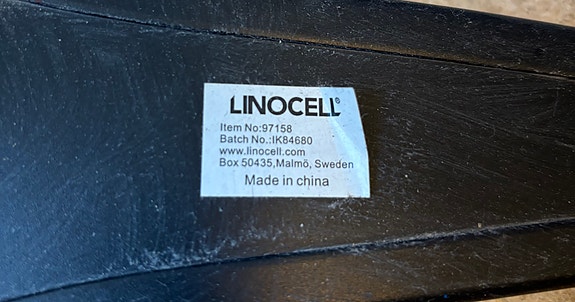 LINOCELL®
Item No:97158
Batch No.:IK84680
www.linocell.com
Box 50435,Malmö, Sweden
Made in china